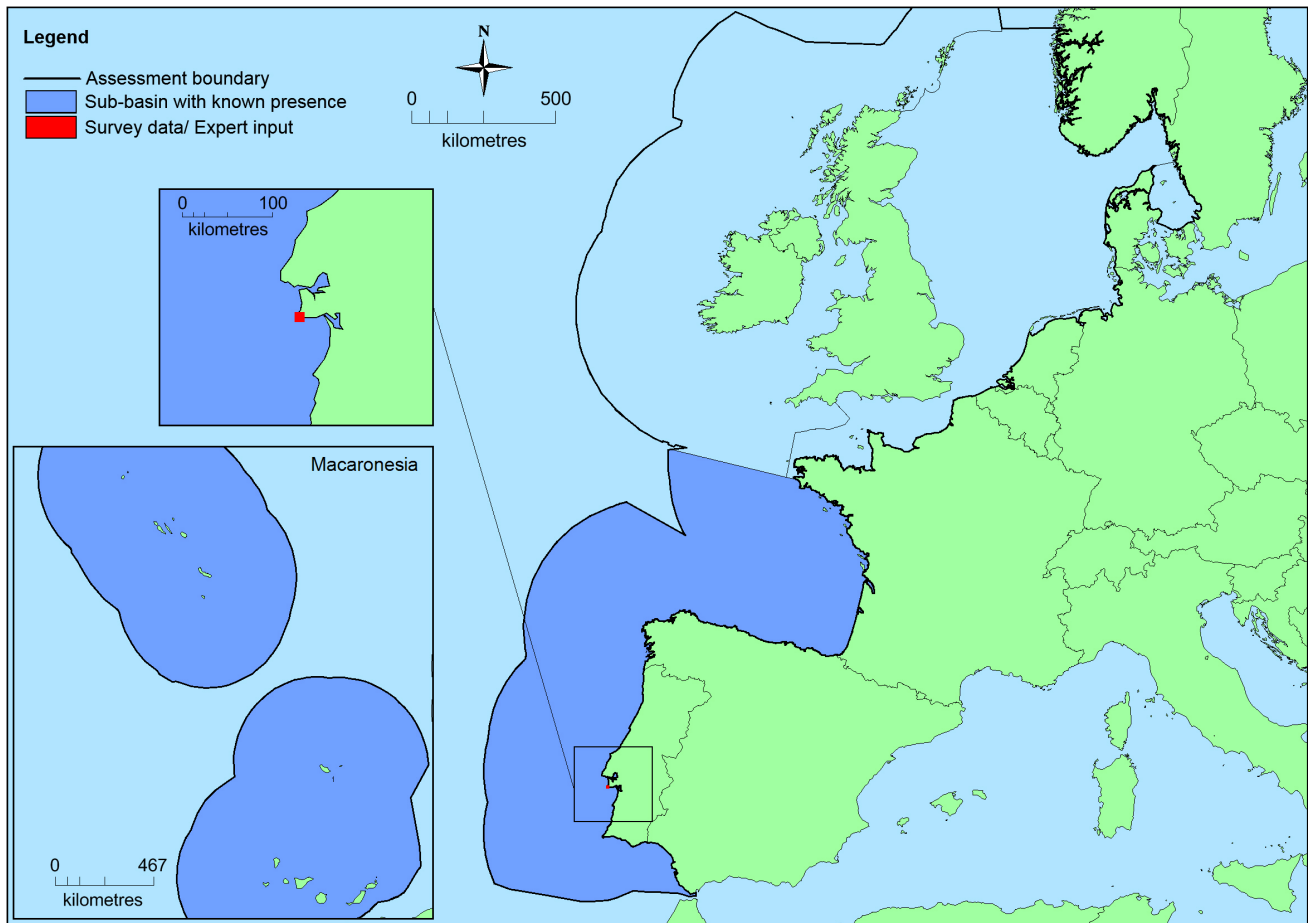 Legend
Assessment boundary
Sub-basin with known presence
Survey data/ Expert input
N
0 500
kilometres
0 100
kilometres
Macaronesia
0 467
kilometres